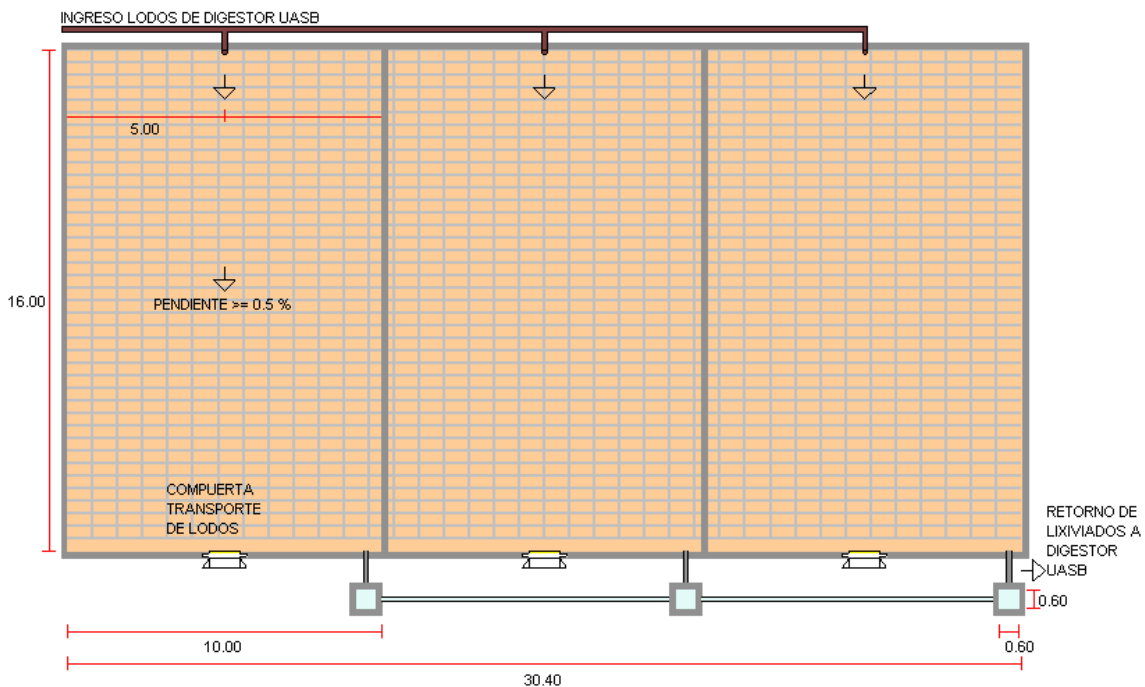 INGRESO LODOS DE DIGESTOR UASB
5.00
16.00
PENDIENTE >= 0.5 %
COMPUERTA
TRANSPORTE
DE LODOS
RETORNO DE
LIXIVIADOS A
DIGESTOR
UASB
0.60
10.00
0.60
30.40